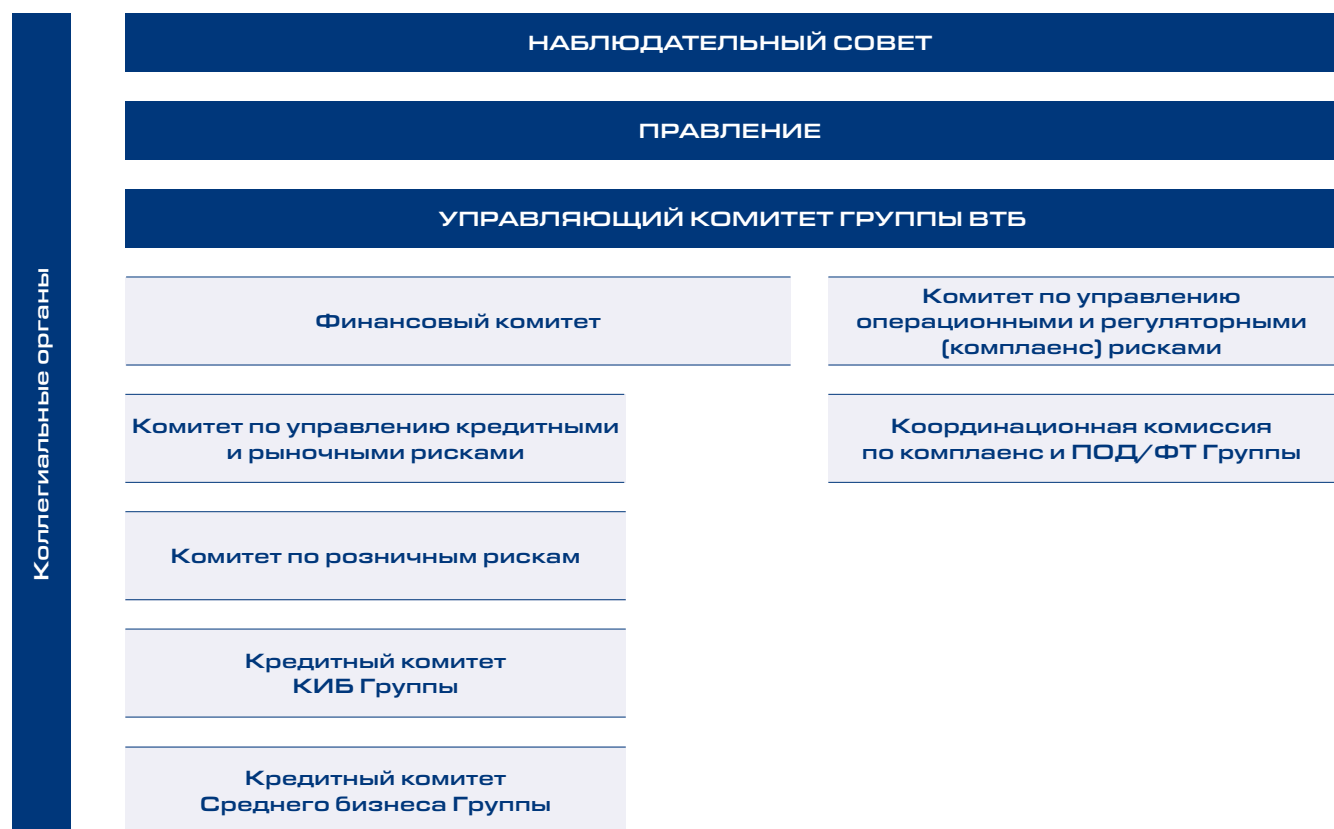 Коллегиальные органы
НАБЛЮДАТЕЛЬНЫЙ СОВЕТ
ПРАВЛЕНИЕ
УПРАВЛЯЮЩИЙ КОМИТЕТ ГРУППЫ ВТБ
Финансовый комитет
Комитет по управлению
операционными и регуляторными
(комплаенс) рисками
Комитет по управлению кредитными
и рыночными рисками
Координационная комиссия
по комплаенс и ПОД/ФТ Группы
Комитет по розничным рискам
Кредитный комитет
КИБ Группы
Кредитный комитет
Среднего бизнеса Группы